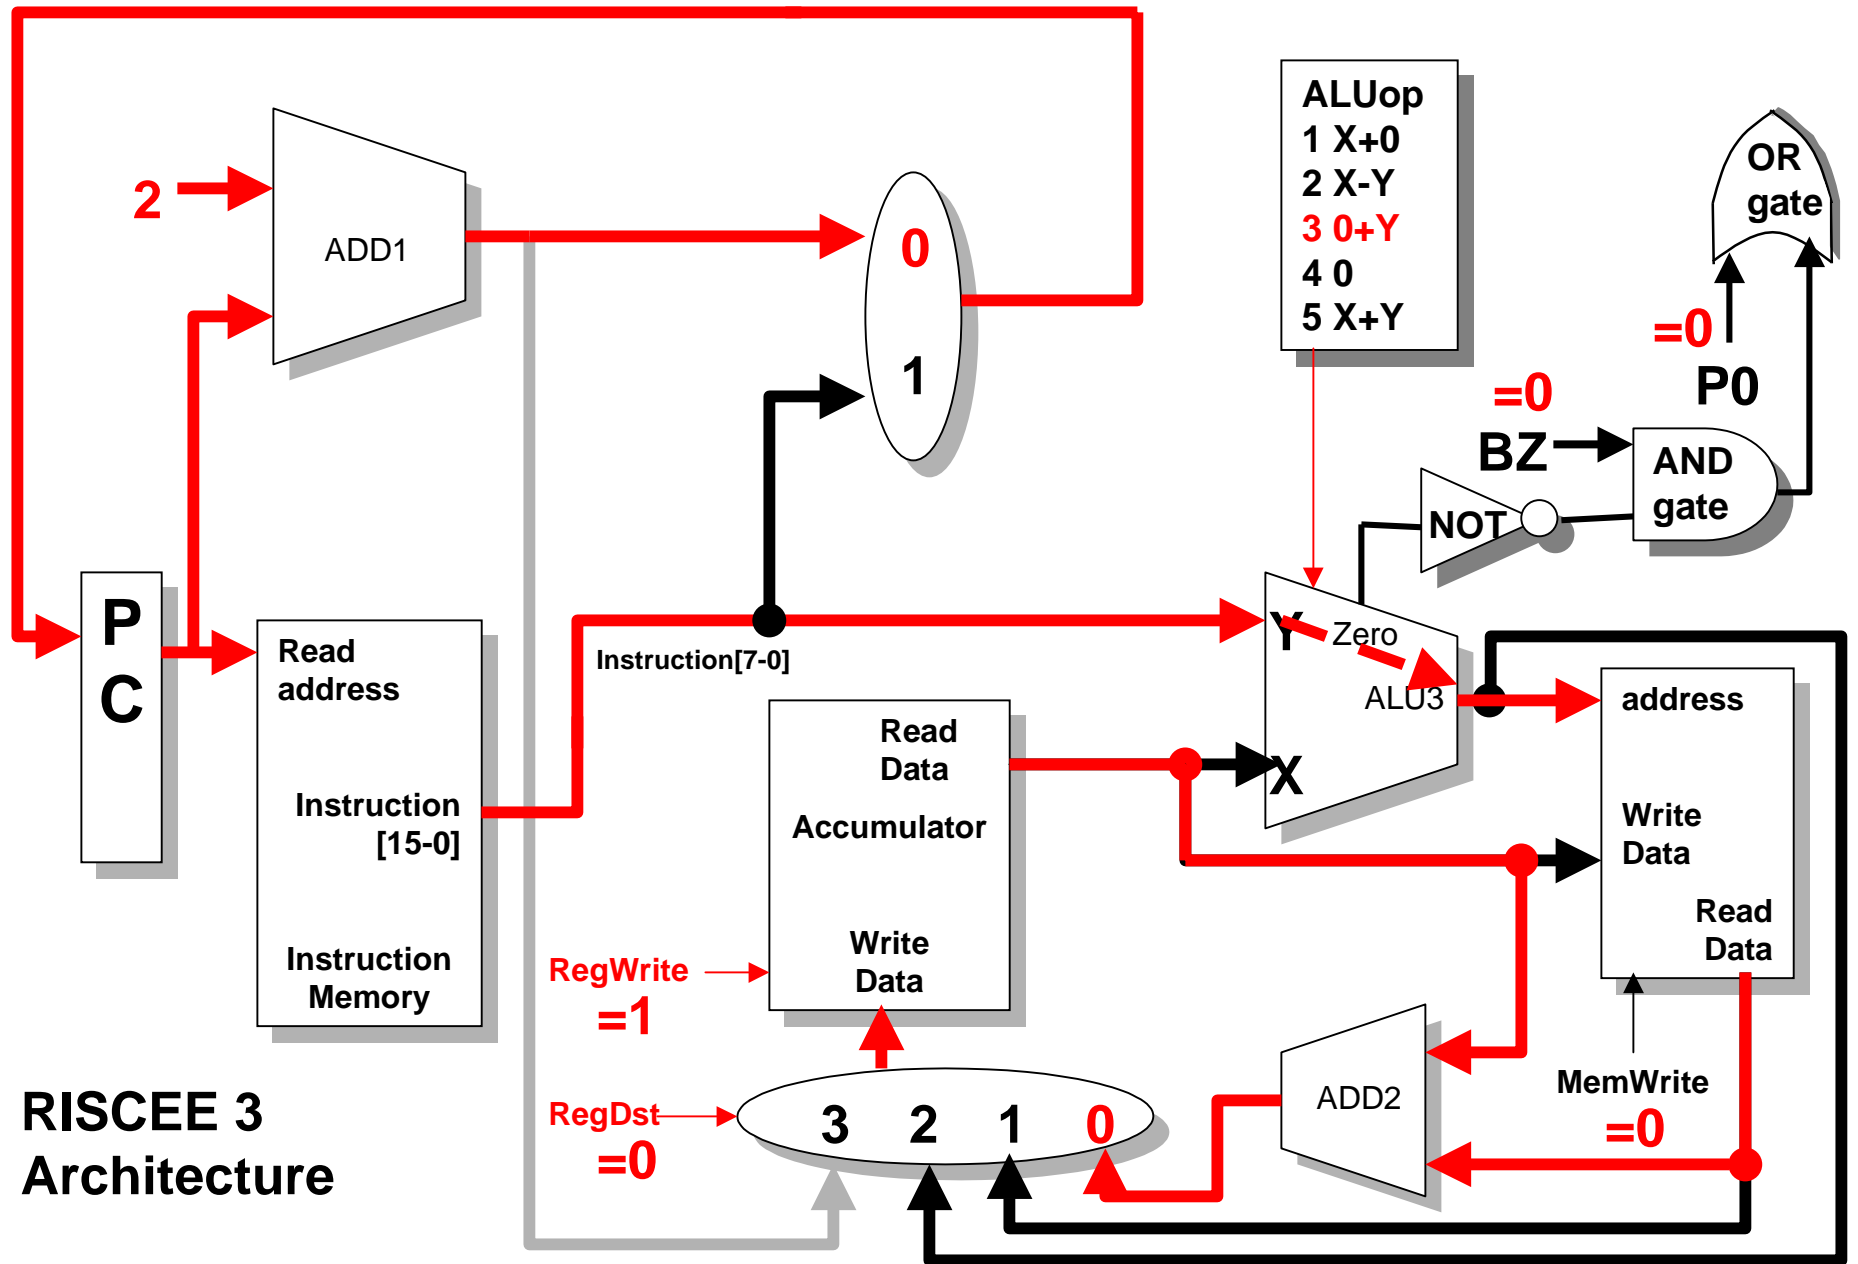 2
ADD1
0
1
ALUop
1 X+0
2 X-Y
3 0+Y
4 0
5 X+Y
OR
gate
=0
P0
=0
BZ
AND
gate
NOT
P
C
Read
address
Instruction
[15-0]
Instruction
Memory
Instruction[7-0]
Y
Zero
ALU3
X
Read
Data
Accumulator
Write
Data
address
Write
Data
Read
Data
RegWrite
=1
RegDst
=0
3 2 1 0
ADD2
MemWrite
=0
RISCEE 3
Architecture